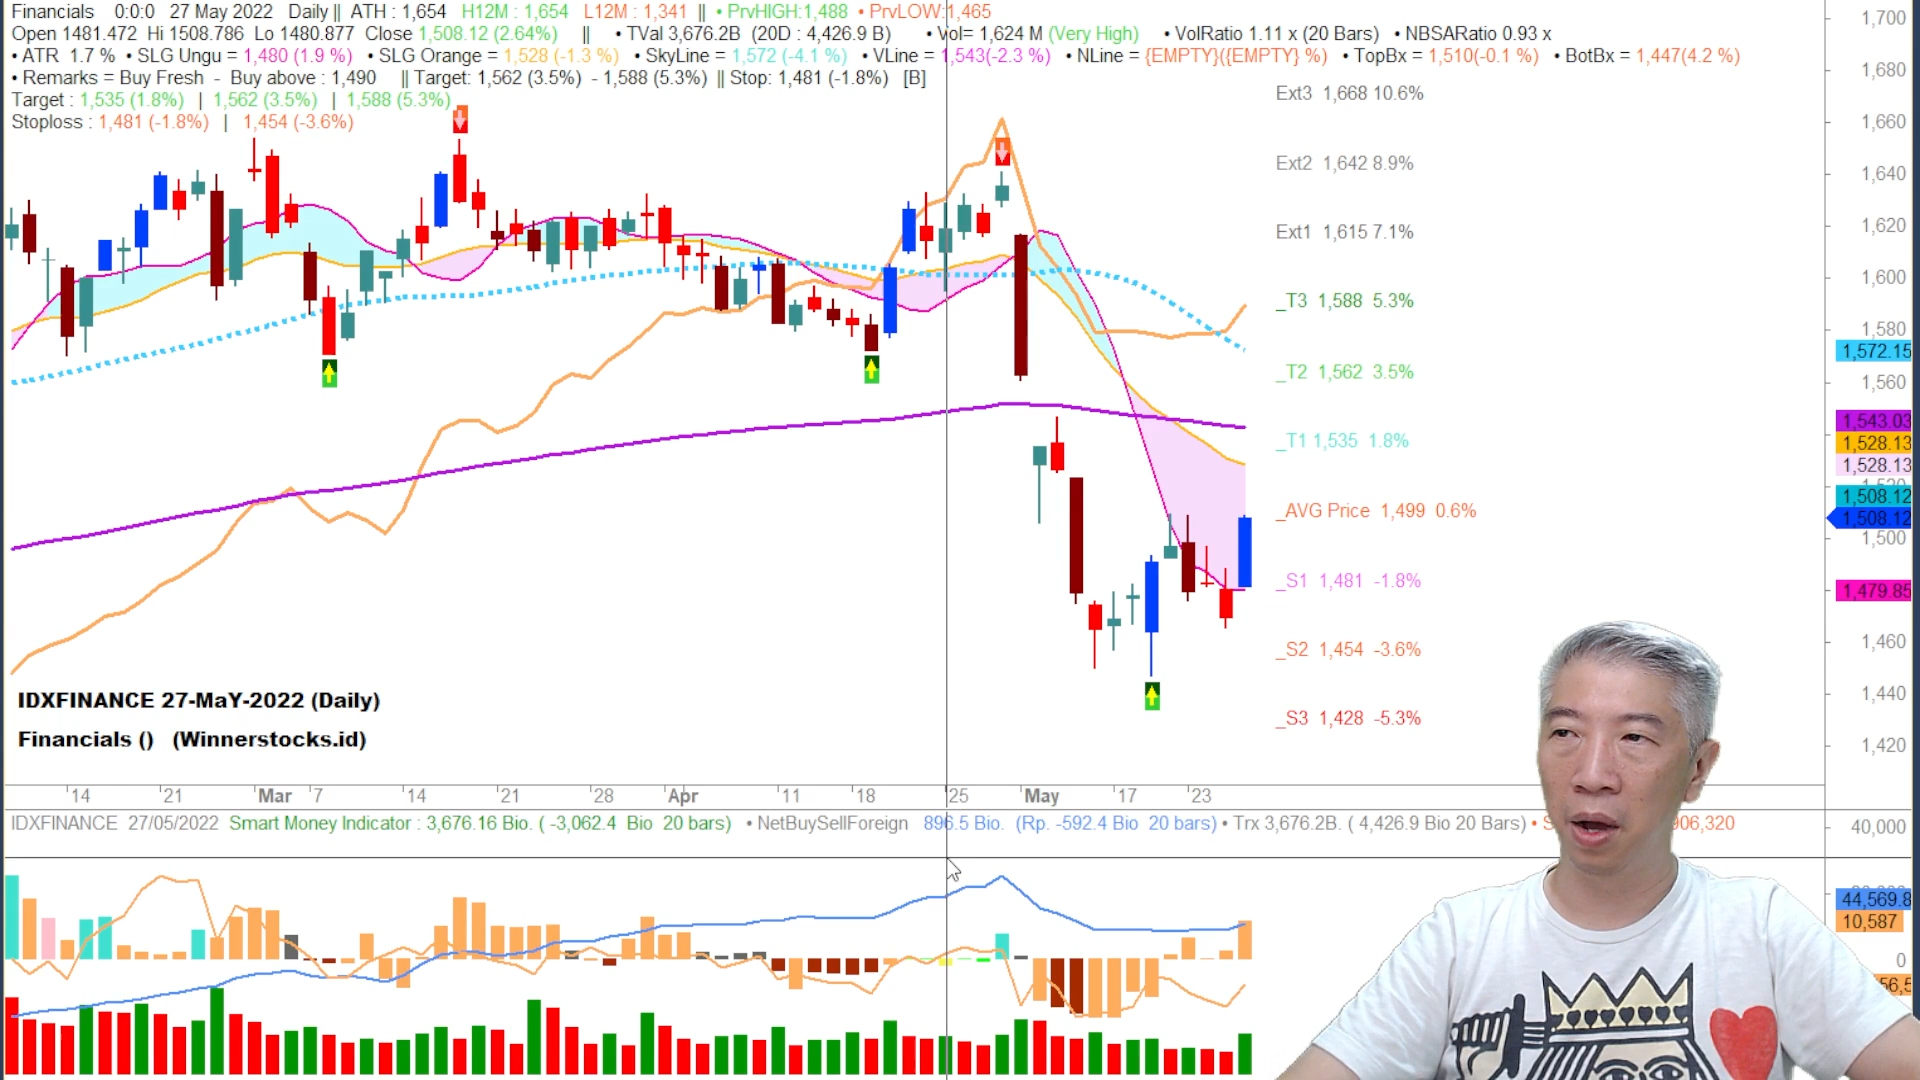 Financials 0:0:0 27 May 2022 Daily || ATH : 1,654 H12M : 1,654 L12M : 1,341 || • PrvHIGH:1,488 • PrvLOW:1,465
Open 1481.472 Hi 1508.786 Lo 1480.877 Close 1,508.12 (2.64%) || • TVal 3,676.2B (20D : 4,426.9 B) • Vol= 1,624 M (Very High) • VolRatio 1.11 x (20 Bars) • NBSARatio 0.93 x
• ATR 1.7 % • SLG Ungu = 1,480 (1.9 %) • SLG Orange = 1,528 (-1.3 %) • SkyLine = 1,572 (-4.1 %) • VLine = 1,543(-2.3 %) • NLine = {EMPTY}({EMPTY} %) • TopBx = 1,510(-0.1 %) • BotBx = 1,447(4.2 %)
• Remarks = Buy Fresh - Buy above : 1,490 || Target: 1,562 (3.5%) - 1,588 (5.3%) || Stop: 1,481 (-1.8%) [B]
Target : 1,535 (1.8%) | 1,562 (3.5%) | 1,588 (5.3%)
Stoploss : 1,481 (-1.8%) | 1,454 (-3.6%)
Ext3 1,668 10.6%
Ext2 1,642 8.9%
Ext1 1,615 7.1%
_T3 1,588 5.3%
_T2 1,562 3.5%
_T1 1,535 1.8%
_AVG Price 1,499 0.6%
_S1 1,481 -1.8%
_S2 1,454 -3.6%
_S3 1,428 -5.3%
1,700
1,680
1,660
1,640
1,620
1,600
1,580
1,572.15
1,560
1,543.03
1,528.13
1,528.13
1,508.12
1,508.12
1,500
1,479.85
1,460
1,440
1,420
IDXFINANCE 27-MaY-2022 (Daily)
Financials () (Winnerstocks.id)
14 21 Mar 7 14 21 28 Apr 11 18 25 May 17 23
IDXFINANCE 27/05/2022 Smart Money Indicator : 3,676.16 Bio. ( -3,062.4 Bio 20 bars) • NetBuySellForeign 896.5 Bio. (Rp. -592.4 Bio 20 bars) • Trx 3,676.2B. ( 4,426.9 Bio 20 Bars) •
40,000
44,569.8
10,587
0